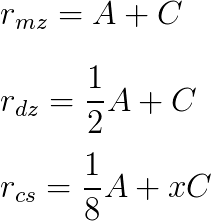 r_{mz} = A + C
r_{dz} = \frac{1}{2}A + C
r_{cs} = \frac{1}{8}A + xC